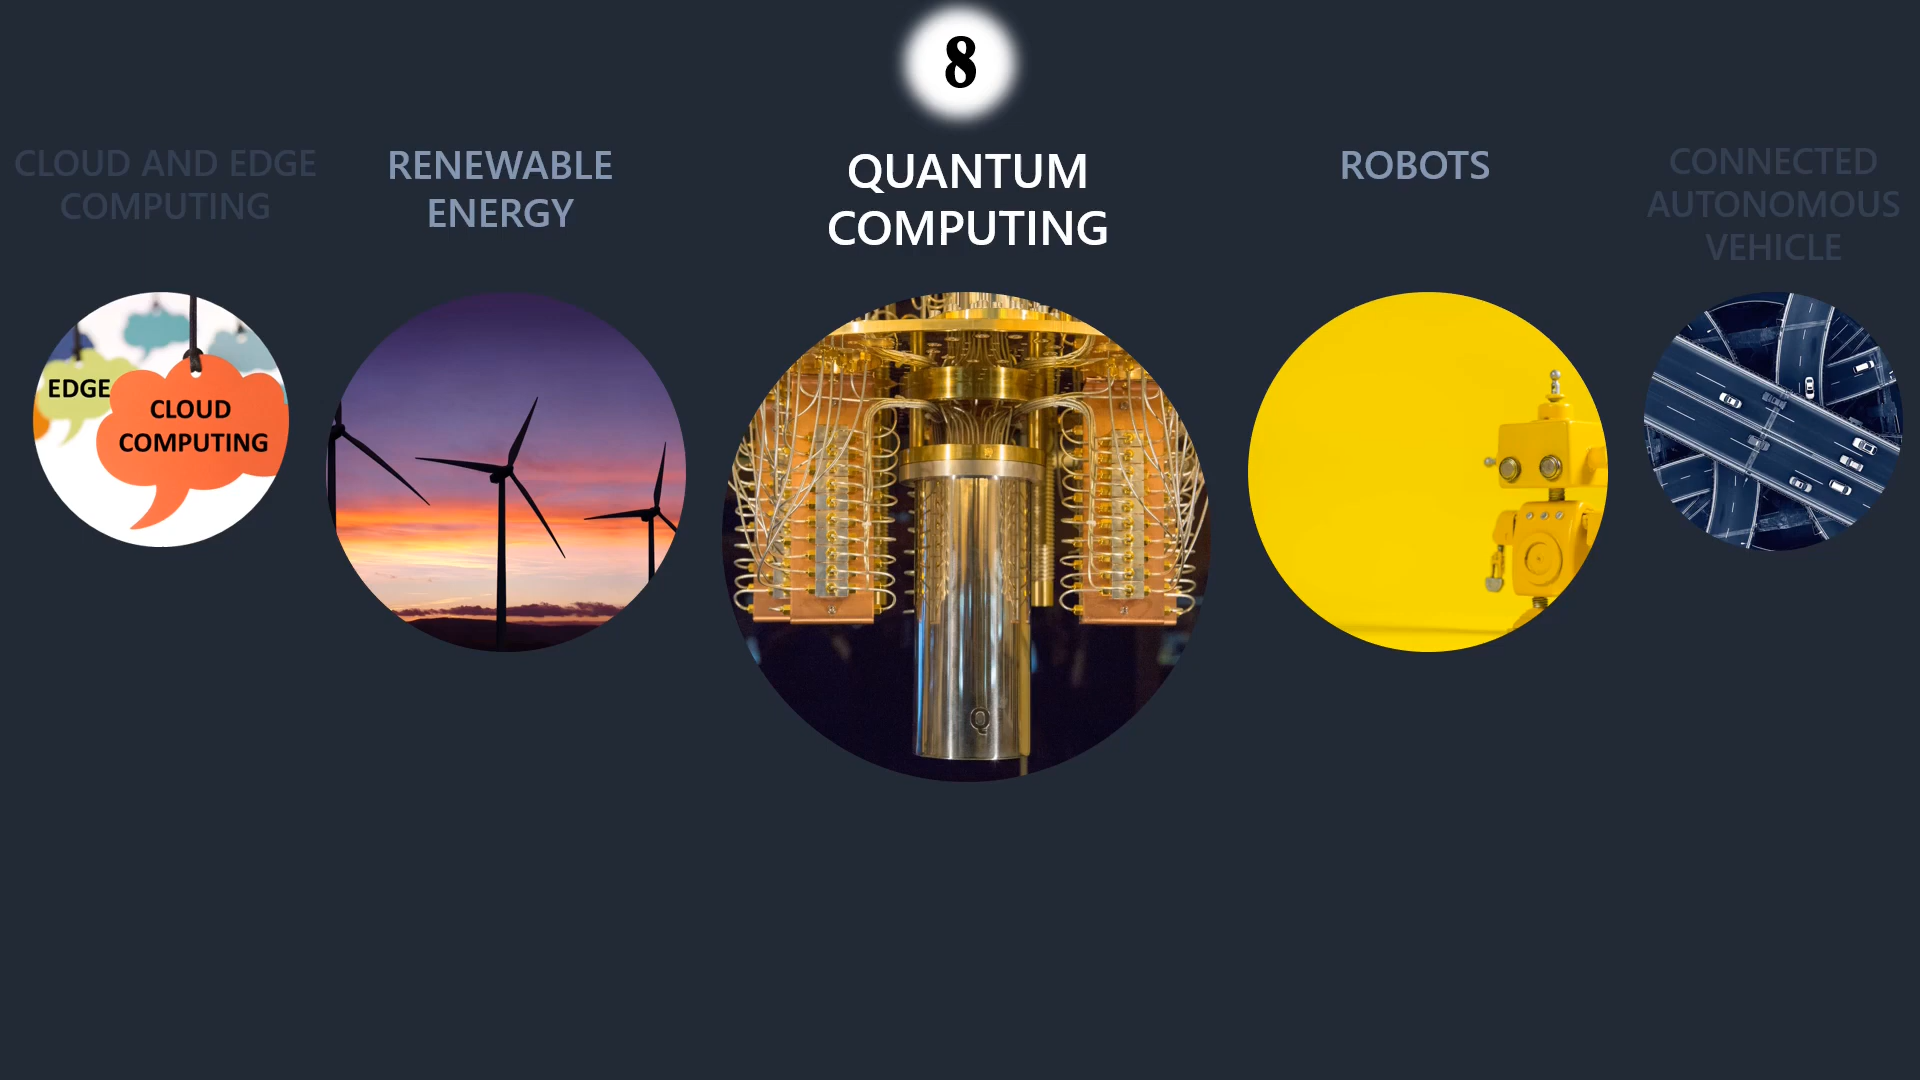 8
CLOUD AND EDGE
COMPUTING
RENEWABLE
ENERGY
QUANTUM
COMPUTING
ROBOTS
CONNECTED
AUTONOMOUS
VEHICLE
EDGE
CLOUD
COMPUTING
Q